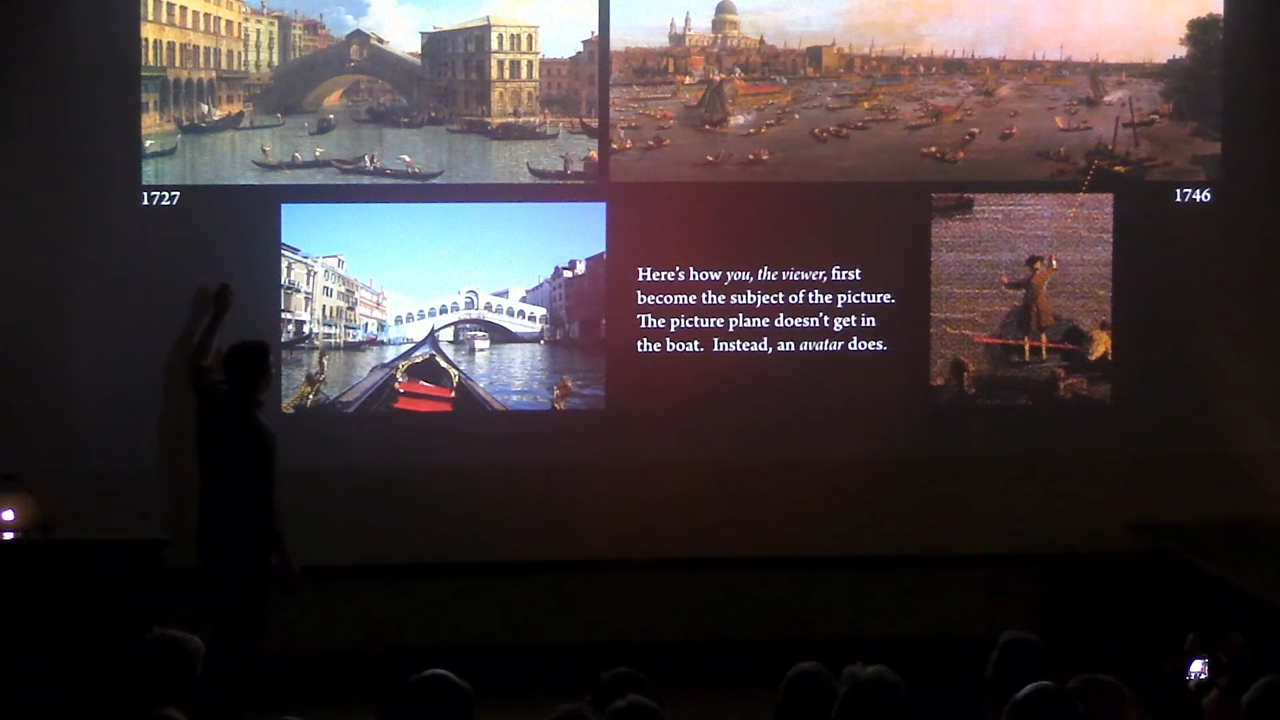 1727
1746
Here's how you, the viewer, first
become the subject of the picture.
The picture plane doesn't get in
the boat. Instead, an avatar does.